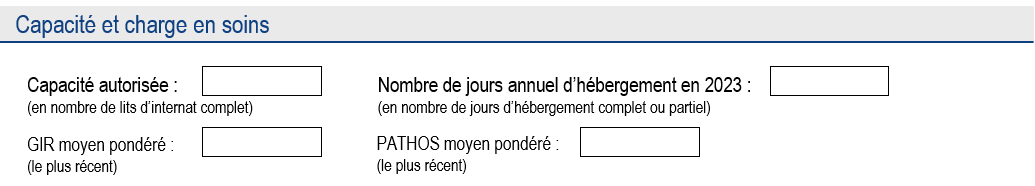 Capacité et charge en soins
Capacité autorisée : Nombre de jours annuel d'hébergement en 2023 :
(en nombre de lits d'internat complet) (en nombre de jours d'hébergement complet ou partiel)
GIR moyen pondéré : PATHOS moyen pondéré :
(le plus récent) (le plus récent)